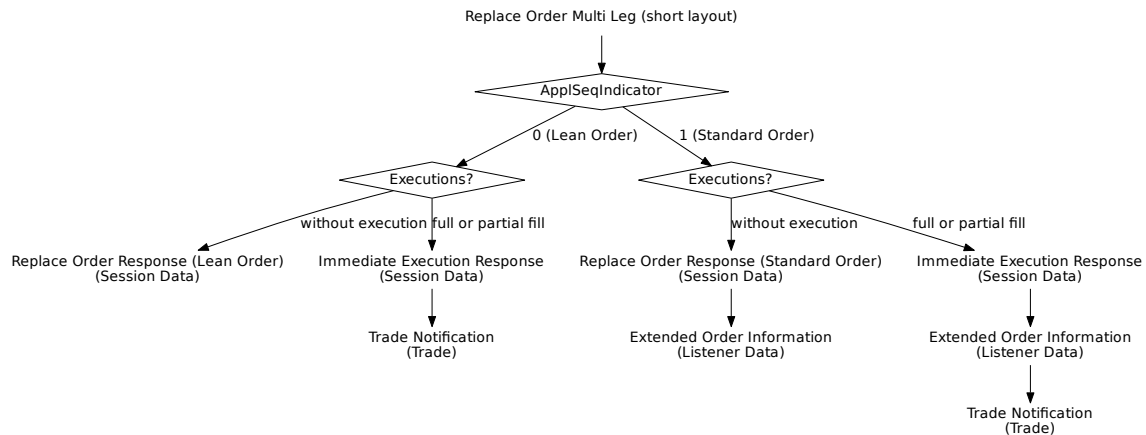 Replace Order Multi Leg (short layout)
ApplSeqIndicator
0 (Lean Order)
1 (Standard Order)
Executions?
Executions?
without execution
full or partial fill
without execution
full or partial fill
Replace Order Response (Lean Order)
(Session Data)
Immediate Execution Response
(Session Data)
Replace Order Response (Standard Order)
(Session Data)
Immediate Execution Response
(Session Data)
Trade Notification
(Trade)
Extended Order Information
(Listener Data)
Extended Order Information
(Listener Data)
Trade Notification
(Trade)